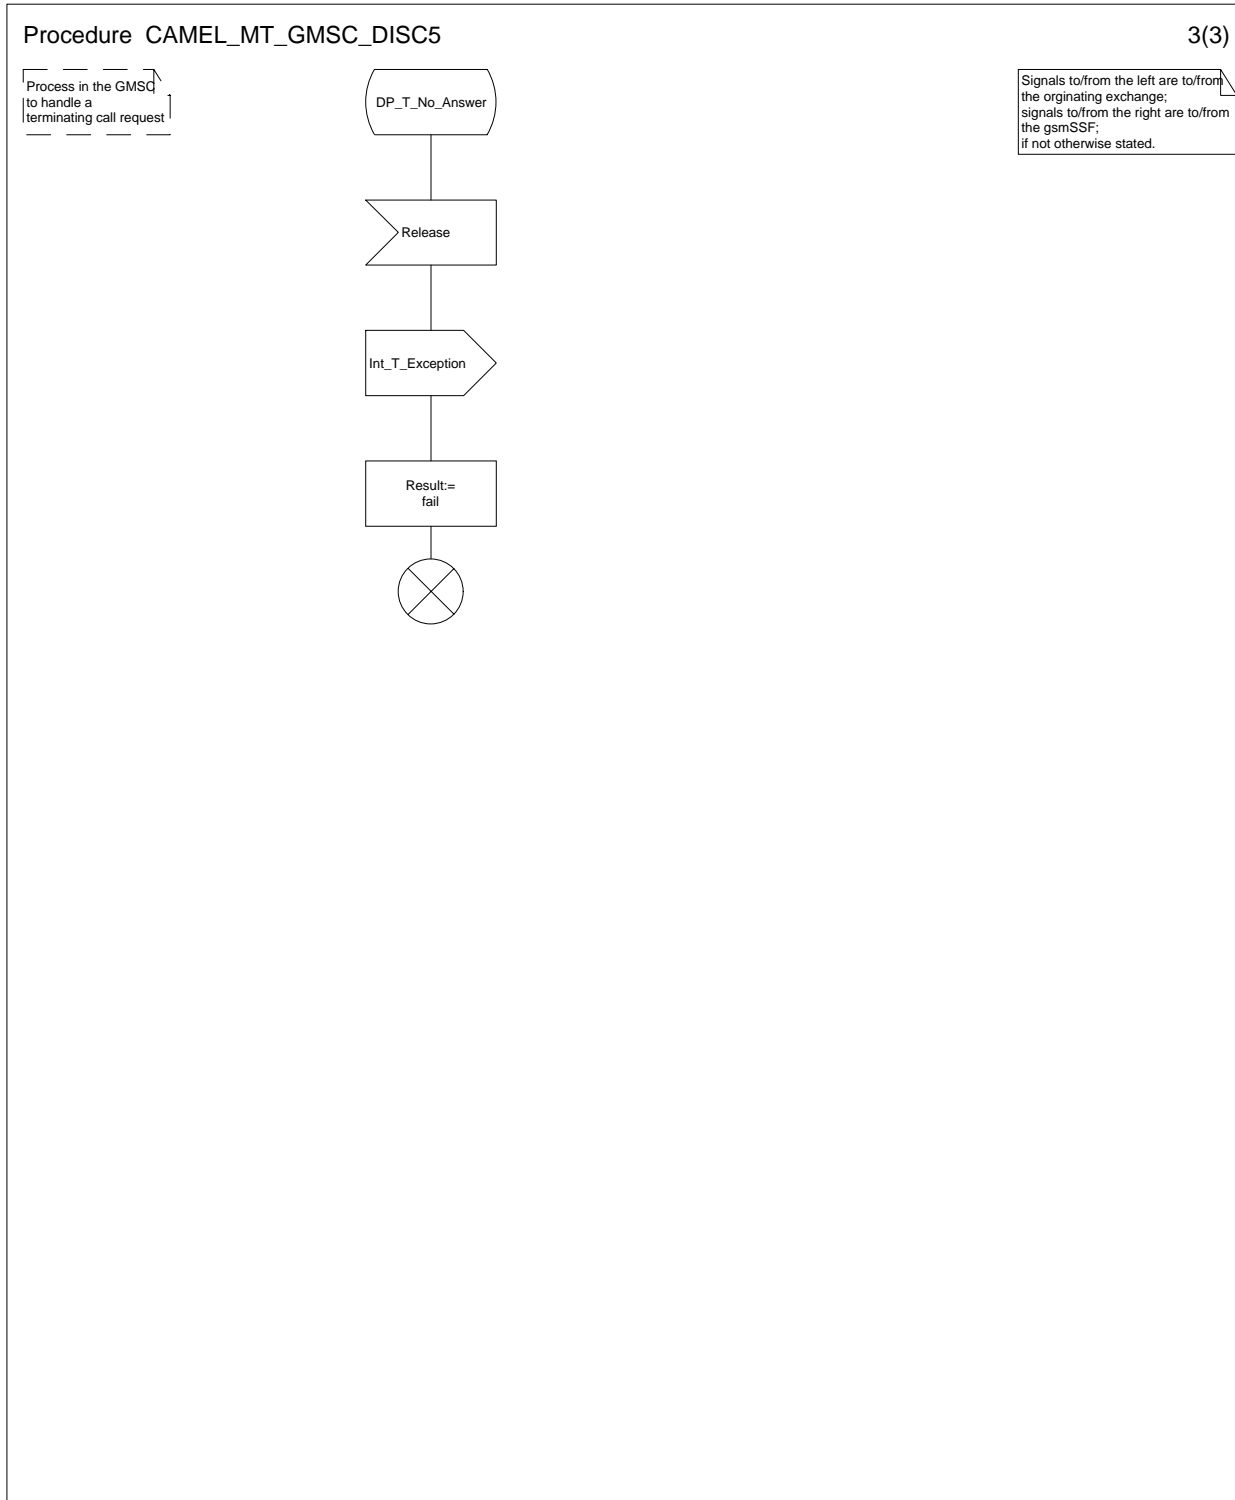 Procedure CAMEL_MT_GMSC_DISC5
3(3)
Process in the GMSC
to handle a
terminating call request
DP_T_No_Answer
Signals to/from the left are to/from
the orginating exchange;
signals to/from the right are to/from
the gsmSSF;
if not otherwise stated.
Release
Int_T_Exception
Result:=
fail